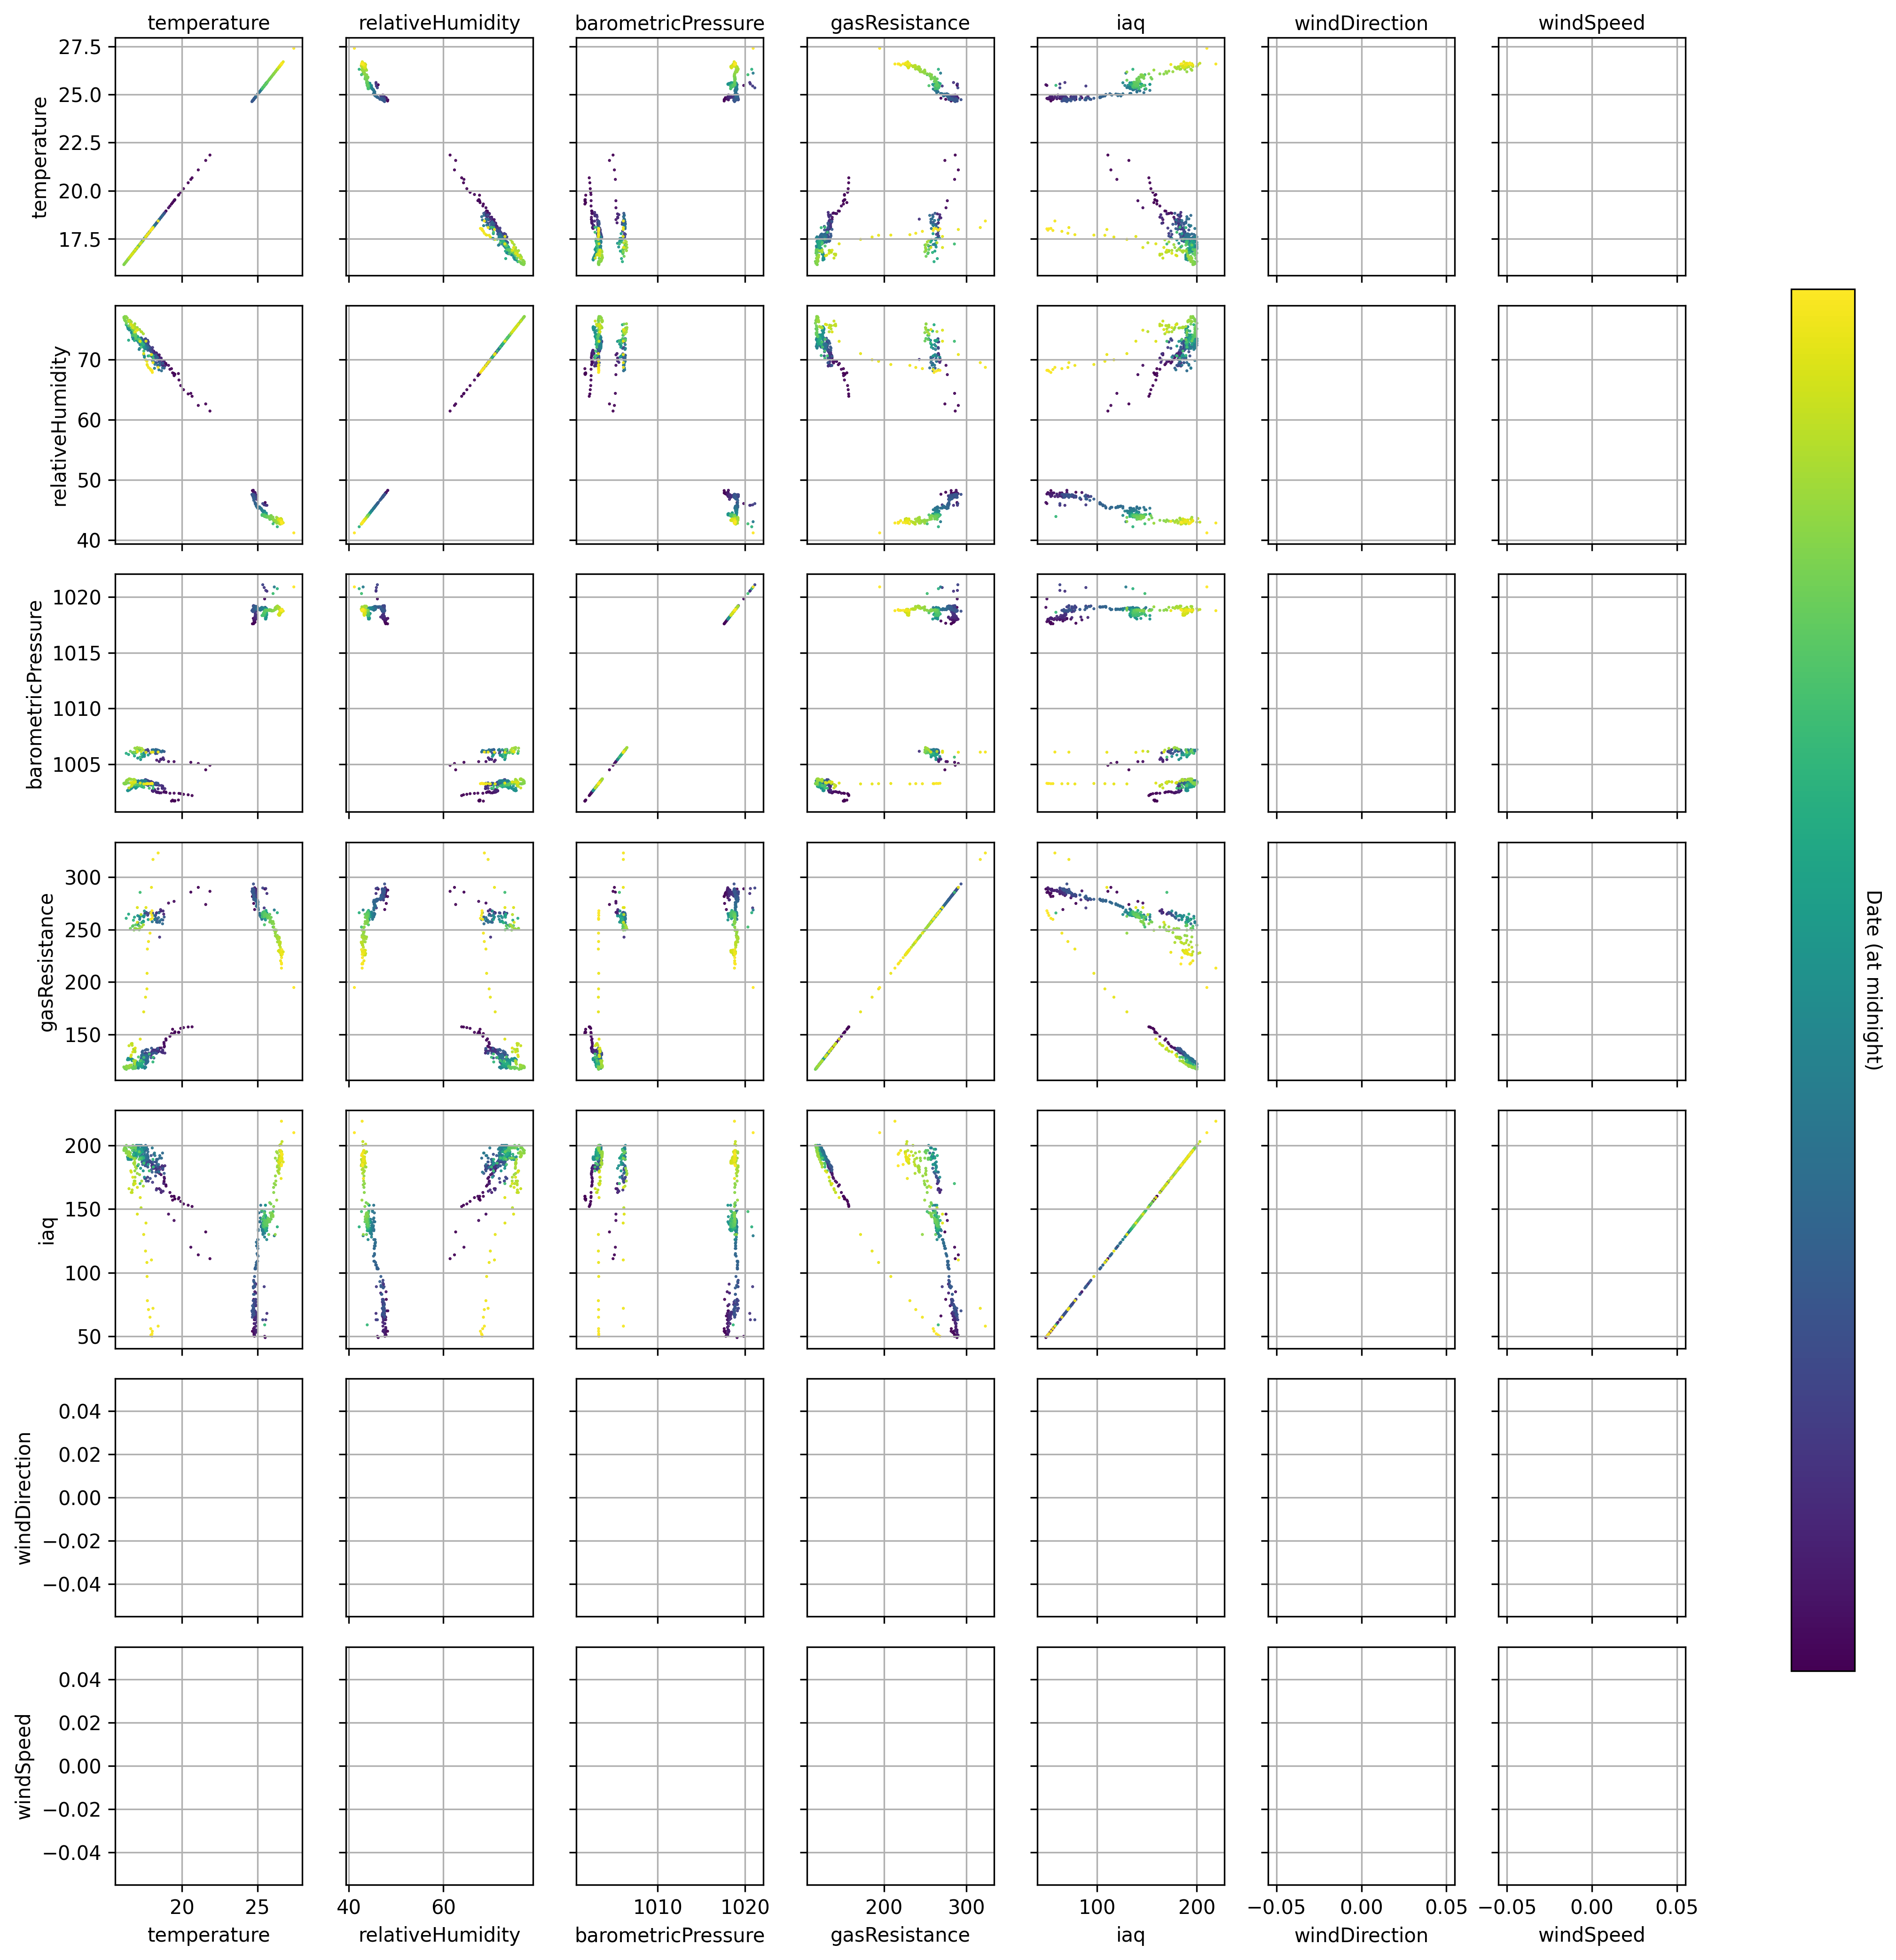 temperature relativeHumidity barometricPressure gasResistance iaq windDirection windSpeed
27.5
25.0
22.5
20.0
17.5
temperature
70
60
50
40
relativeHumidity
1020
1015
1010
1005
barometricPressure
300
250
200
150
gasResistance
200
150
100
50
iaq
0.04
0.02
0.00
−0.02
−0.04
windDirection
0.04
0.02
0.00
−0.02
−0.04
windSpeed
20 25 40 60 1010 1020 200 300 100 200 −0.05 0.00 0.05 −0.05 0.00 0.05
temperature relativeHumidity barometricPressure gasResistance iaq windDirection windSpeed
Date (at midnight)